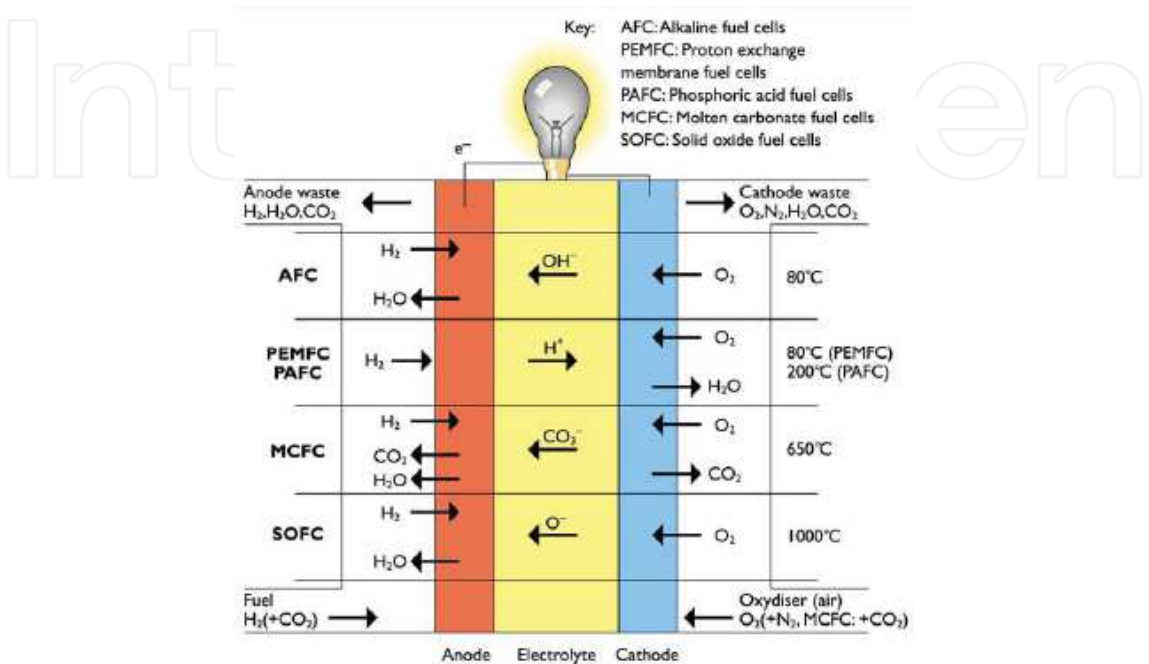 Inte en
Key: AFC: Alkaline fuel cells
PEMFC: Proton exchange
membrane fuel cells
PAFC: Phosphoric acid fuel cells
MCFC: Molten carbonate fuel cells
SOFC: Solid oxide fuel cells
e⁻
Anode waste
H₂,H₂O,CO₂
Cathode waste
O₂,N₂,H₂O,CO₂
AFC
H₂
H₂O
OH⁻
O₂
80°C
PEMFC
PAFC
H₂
H⁺
O₂
H₂O
80°C (PEMFC)
200°C (PAFC)
MCFC
H₂
CO₂
H₂O
CO₃⁻
O₂
CO₂
650°C
SOFC
H₂
H₂O
O⁻
O₂
1000°C
Fuel
H₂(+CO₂)
Oxydiser (air)
O₂(+N₂, MCFC: +CO₂)
Anode Electrolyte Cathode